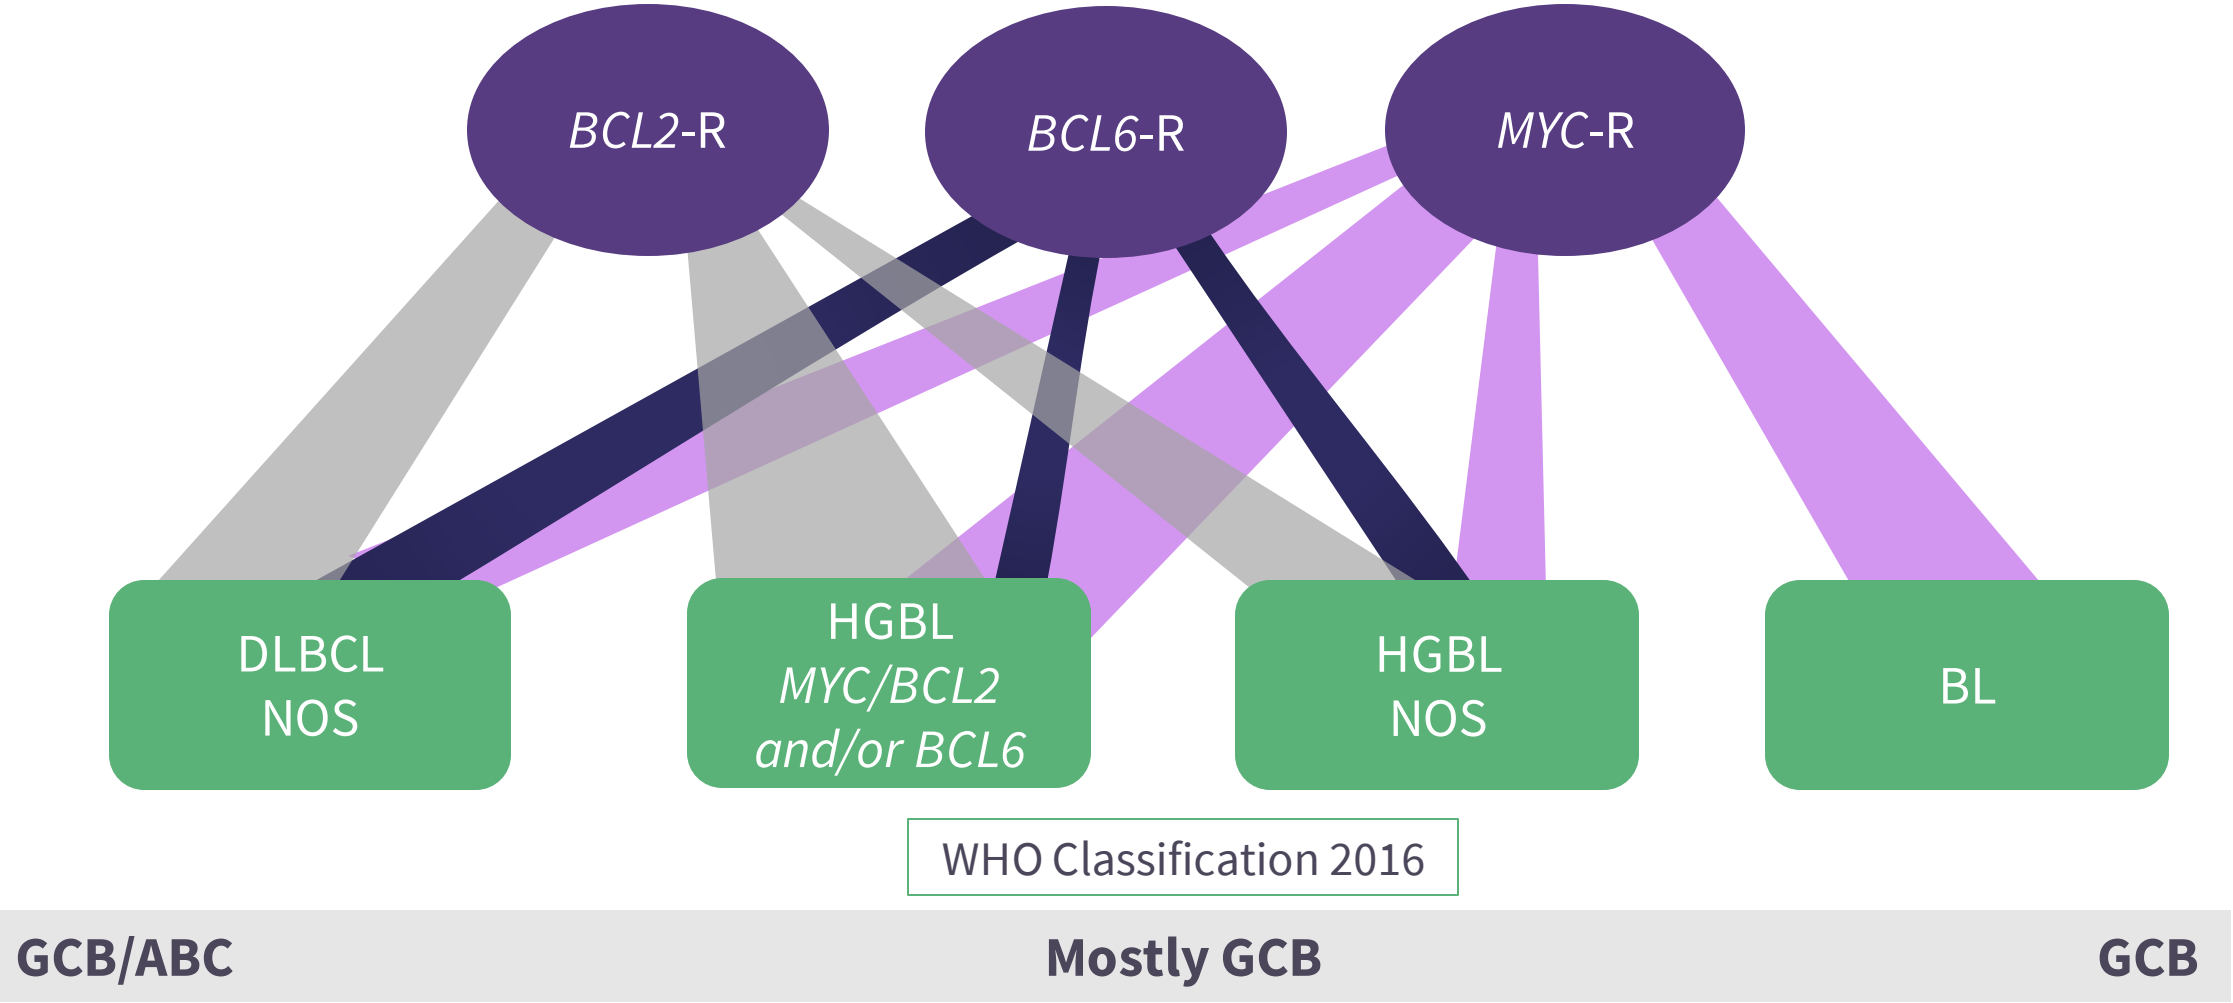 BCL2-R
BCL6-R
MYC-R
DLBCL
NOS
HGBL
MYC/BCL2
and/or BCL6
HGBL
NOS
BL
WHO Classification 2016
GCB/ABC
Mostly GCB
GCB